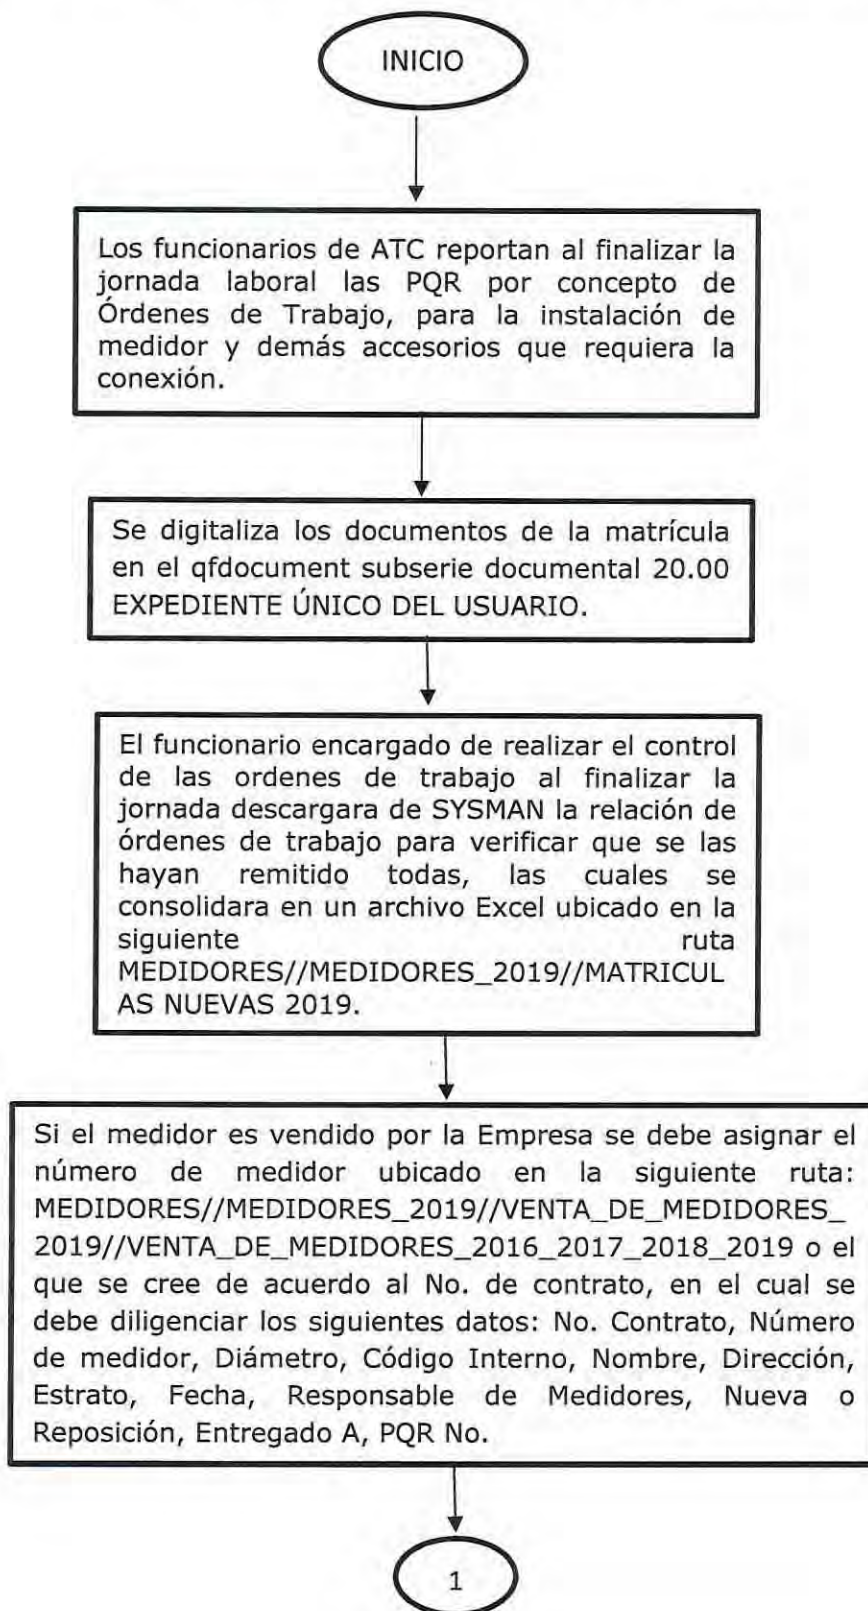 INICIO
Los funcionarios de ATC reportan al finalizar la
jornada laboral las PQR por concepto de
Órdenes de Trabajo, para la instalación de
medidor y demás accesorios que requiera la
conexión.
Se digitaliza los documentos de la matrícula
en el qfdocument subserie documental 20.00
EXPEDIENTE ÚNICO DEL USUARIO.
El funcionario encargado de realizar el control
de las ordenes de trabajo al finalizar la
jornada descargara de SYSMAN la relación de
órdenes de trabajo para verificar que se las
hayan remitido todas, las cuales se
consolidara en un archivo Excel ubicado en la
siguiente ruta
MEDIDORES//MEDIDORES_2019//MATRICUL
AS NUEVAS 2019.
Si el medidor es vendido por la Empresa se debe asignar el
número de medidor ubicado en la siguiente ruta:
MEDIDORES//MEDIDORES_2019//VENTA_DE_MEDIDORES_
2019//VENTA_DE_MEDIDORES_2016_2017_2018_2019 o el
que se cree de acuerdo al No. de contrato, en el cual se
debe diligenciar los siguientes datos: No. Contrato, Número
de medidor, Diámetro, Código Interno, Nombre, Dirección,
Estrato, Fecha, Responsable de Medidores, Nueva o
Reposición, Entregado A, PQR No.
1